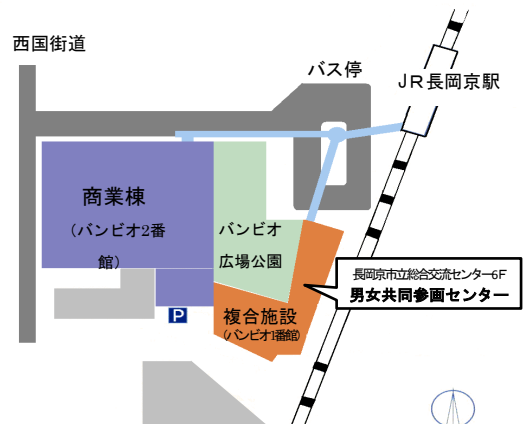 西国街道
バス停
JR長岡京駅
商業棟
(バンビオ2番
館)
バンビオ
広場公園
長岡京市立総合交流センター6F
男女共同参画センター
複合施設
(バンビオ1番館)
P